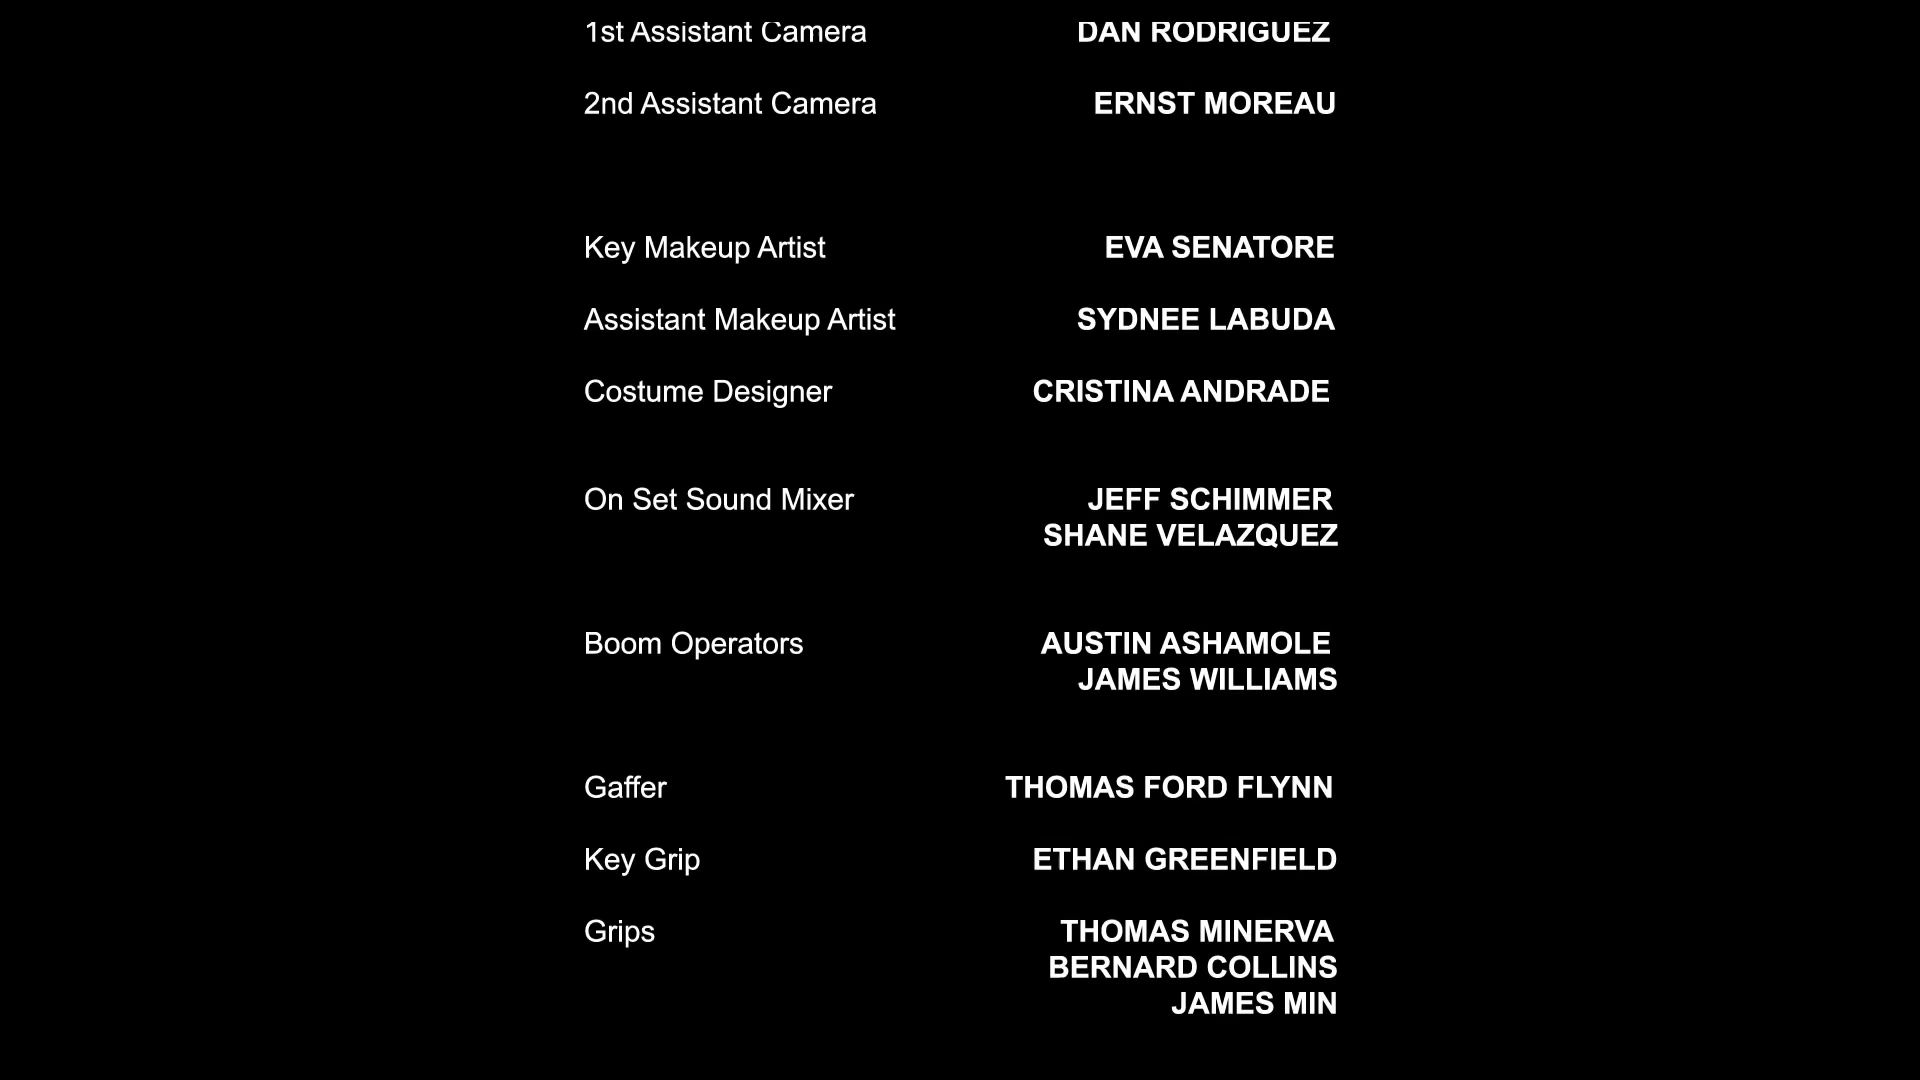 1st Assistant Camera DAN RODRIGUEZ
2nd Assistant Camera ERNST MOREAU
Key Makeup Artist EVA SENATORE
Assistant Makeup Artist SYDNEE LABUDA
Costume Designer CRISTINA ANDRADE
On Set Sound Mixer JEFF SCHIMMER
SHANE VELAZQUEZ
Boom Operators AUSTIN ASHAMOLE
JAMES WILLIAMS
Gaffer THOMAS FORD FLYNN
Key Grip ETHAN GREENFIELD
Grips THOMAS MINERVA
BERNARD COLLINS
JAMES MIN